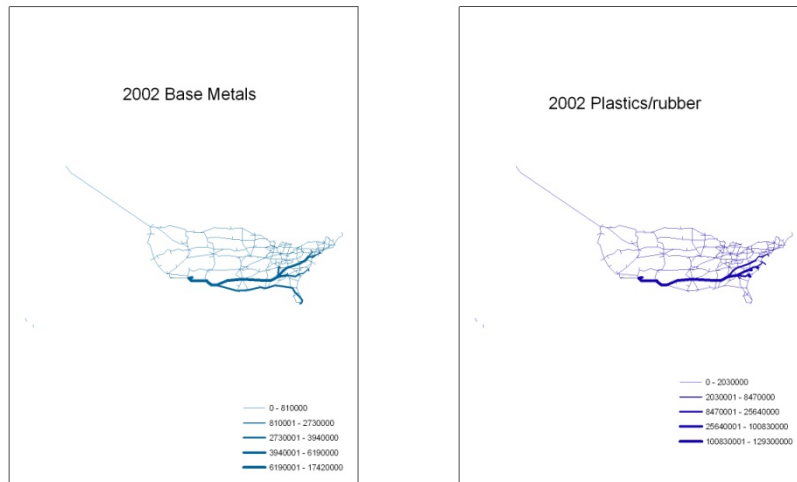 2002 Base Metals
0 - 810000
810001 - 2730000
2730001 - 3940000
3940001 - 6190000
6190001 - 17420000
2002 Plastics/rubber
0 - 2030000
2030001 - 8470000
8470001 - 25640000
25640001 - 100830000
100830001 - 129300000